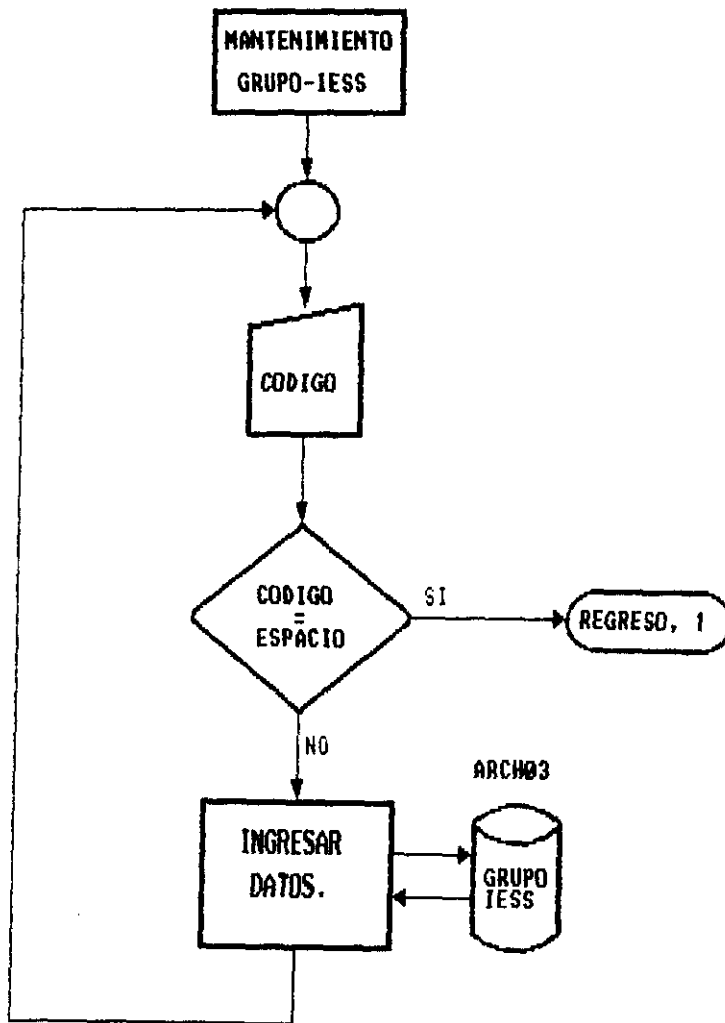 MANTENIMIENTO
GRUPO-IESS
CODIGO
CODIGO
=
ESPACIO
SI
REGRESO, 1
NO
ARCH03
INGRESAR
DATOS.
GRUPO
IESS